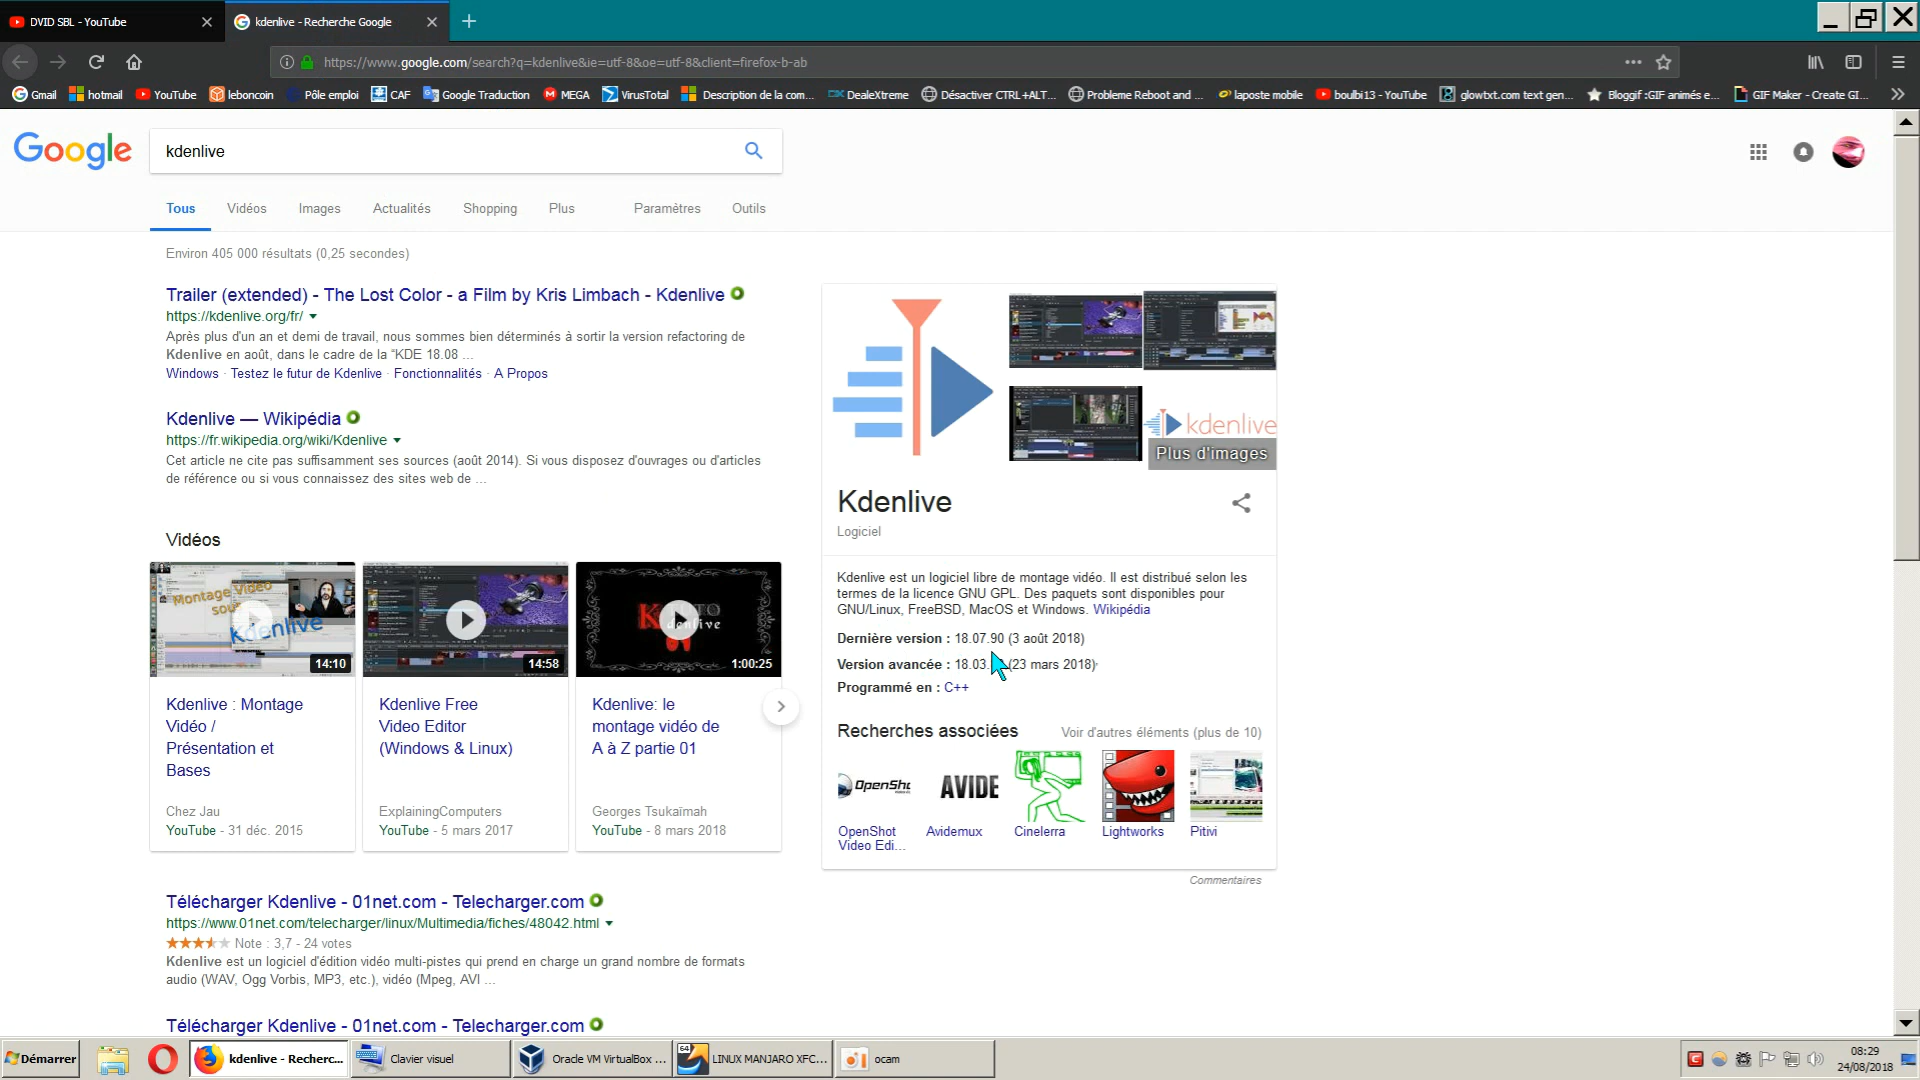 DVID SBL - YouTube
kdenlive - Recherche Google
https://www.google.com/search?q=kdenlive&ie=utf-8&oe=utf-8&client=firefox-b-ab
Gmail hotmail YouTube leboncoin Pôle emploi CAF Google Traduction MEGA VirusTotal Description de la com... DealeXtreme Désactiver CTRL+ALT... Probleme Reboot and ... laposte mobile boulbi13 - YouTube glowtxt.com text gen... Bloggif :GIF animés e... GIF Maker - Create GI...
Google kdenlive
Tous Vidéos Images Actualités Shopping Plus Paramètres Outils
Environ 405 000 résultats (0,25 secondes)
Trailer (extended) - The Lost Color - a Film by Kris Limbach - Kdenlive
https://kdenlive.org/fr/
Après plus d'un an et demi de travail, nous sommes bien déterminés à sortir la version refactoring de
Kdenlive en août, dans le cadre de la "KDE 18.08 ...
Windows · Testez le futur de Kdenlive · Fonctionnalités · A Propos
Kdenlive — Wikipédia
https://fr.wikipedia.org/wiki/Kdenlive
Cet article ne cite pas suffisamment ses sources (août 2014). Si vous disposez d'ouvrages ou d'articles
de référence ou si vous connaissez des sites web de ...
Vidéos
Montage Vidéo
sous
Kdenlive
14:10
14:58
1:00:25
Kdenlive : Montage
Vidéo /
Présentation et
Bases
Chez Jau
YouTube - 31 déc. 2015
Kdenlive Free
Video Editor
(Windows & Linux)
ExplainingComputers
YouTube - 5 mars 2017
Kdenlive: le
montage vidéo de
A à Z partie 01
Georges Tsukaïmah
YouTube - 8 mars 2018
Télécharger Kdenlive - 01net.com - Telecharger.com
https://www.01net.com/telecharger/linux/Multimedia/fiches/48042.html
Note : 3,7 - 24 votes
Kdenlive est un logiciel d'édition vidéo multi-pistes qui prend en charge un grand nombre de formats
audio (WAV, Ogg Vorbis, MP3, etc.), vidéo (Mpeg, AVI ...
Télécharger Kdenlive - 01net.com - Telecharger.com
kdenlive
Plus d'images
Kdenlive
Logiciel
Kdenlive est un logiciel libre de montage vidéo. Il est distribué selon les
termes de la licence GNU GPL. Des paquets sont disponibles pour
GNU/Linux, FreeBSD, MacOS et Windows. Wikipédia
Dernière version : 18.07.90 (3 août 2018)
Version avancée : 18.03. (23 mars 2018)
Programmé en : C++
Recherches associées Voir d'autres éléments (plus de 10)
AVIDE
OpenShot
Video Edi...
Avidemux
Cinelerra
Lightworks
Pitivi
Commentaires
Démarrer kdenlive - Recherc... Clavier visuel Oracle VM VirtualBox ... LINUX MANJARO XFC... ocam
08:29
24/08/2018